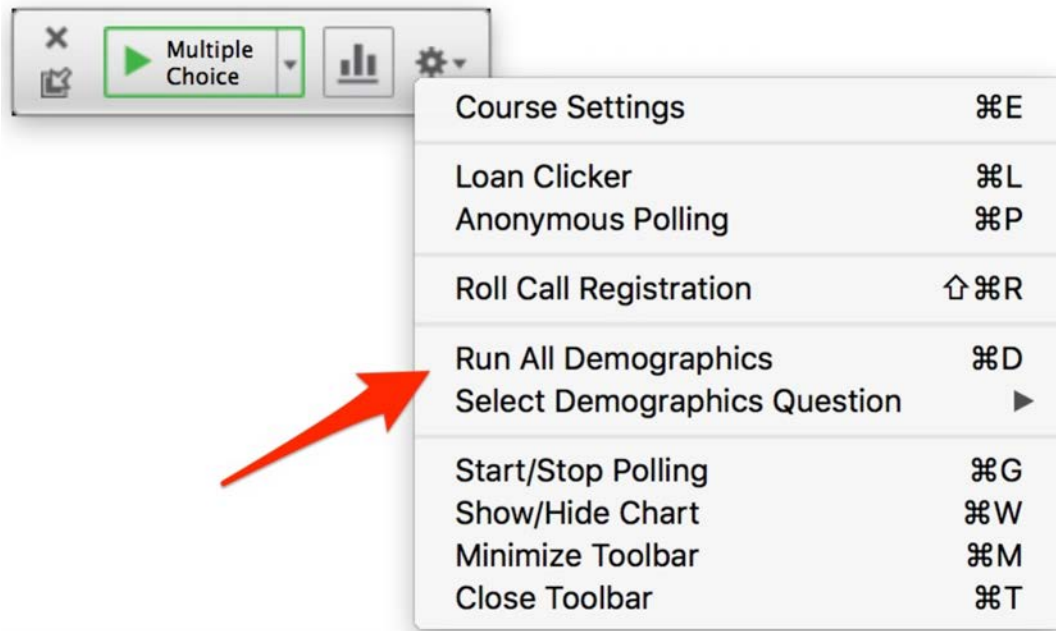 Multiple
Choice
Course Settings ⌘E
Loan Clicker ⌘L
Anonymous Polling ⌘P
Roll Call Registration ⇧⌘R
Run All Demographics ⌘D
Select Demographics Question ▶
Start/Stop Polling ⌘G
Show/Hide Chart ⌘W
Minimize Toolbar ⌘M
Close Toolbar ⌘T